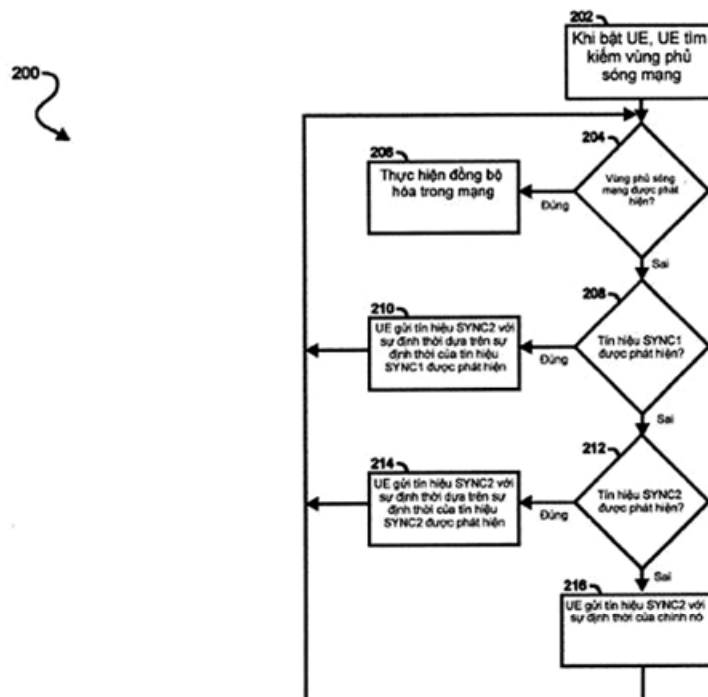 200
202
Khi bật UE, UE tìm
kiếm vùng phủ
sóng mạng
204
Vùng phủ sóng
mạng được phát
hiện?
206
Thực hiện đồng bộ
hóa trong mạng
Đúng
Sai
208
Tín hiệu SYNC1
được phát hiện?
210
UE gửi tín hiệu SYNC2 với
sự định thời dựa trên sự
định thời của tín hiệu
SYNC1 được phát hiện
Đúng
Sai
212
Tín hiệu SYNC2
được phát hiện?
214
UE gửi tín hiệu SYNC2 với
sự định thời dựa trên sự
định thời của tín hiệu
SYNC2 được phát hiện
Đúng
Sai
216
UE gửi tín hiệu SYNC2 với
sự định thời của chính nó